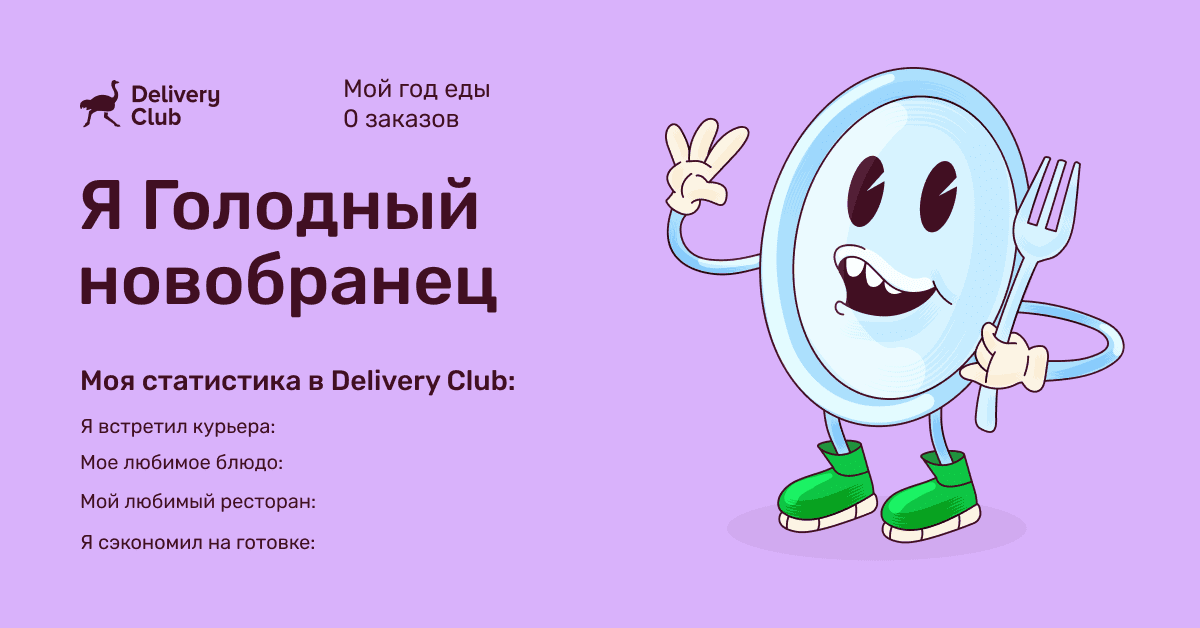 Delivery
Club
Мой год еды
0 заказов
Я Голодный
новобранец
Моя статистика в Delivery Club:
Я встретил курьера:
Мое любимое блюдо:
Мой любимый ресторан:
Я сэкономил на готовке: